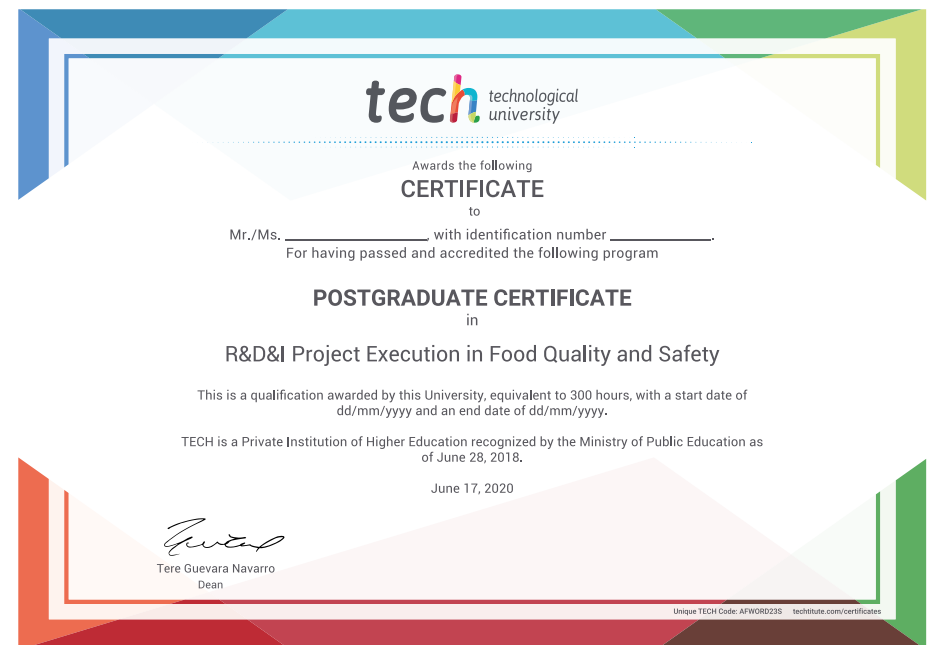 tech technological
university
Awards the following
CERTIFICATE
to
Mr./Ms. ____________________, with identification number ______________.
For having passed and accredited the following program
POSTGRADUATE CERTIFICATE
in
R&D&I Project Execution in Food Quality and Safety
This is a qualification awarded by this University, equivalent to 300 hours, with a start date of
dd/mm/yyyy and an end date of dd/mm/yyyy.
TECH is a Private Institution of Higher Education recognized by the Ministry of Public Education as
of June 28, 2018.
June 17, 2020
Tere Guevara Navarro
Dean
Unique TECH Code: AFWORD23S techtitute.com/certificates